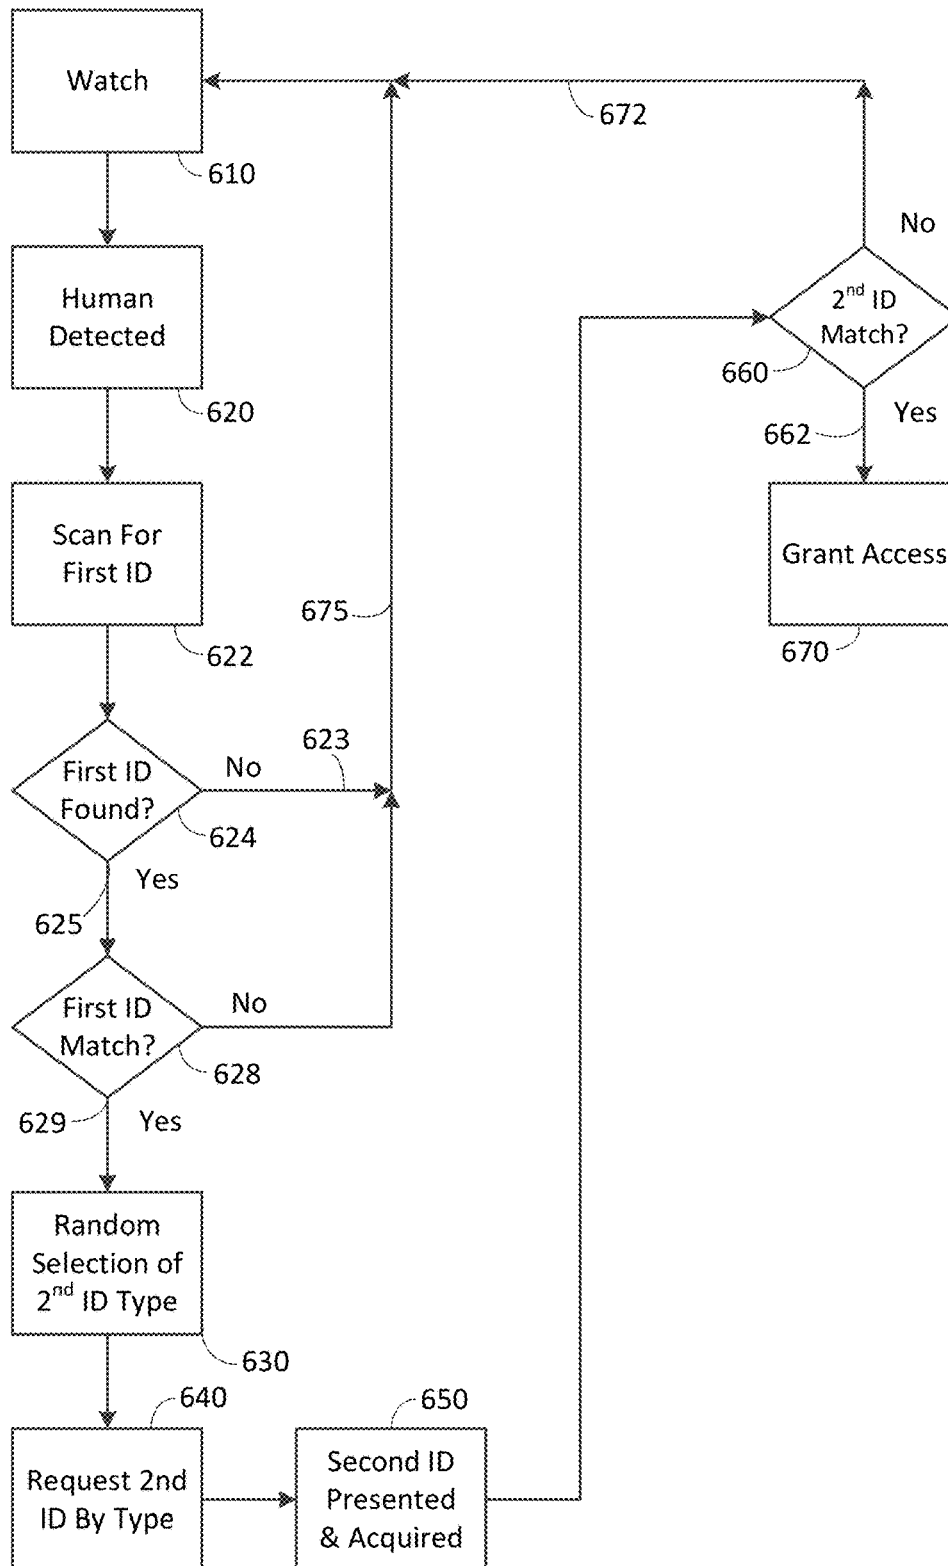 Watch
610
672
No
Human
Detected
620
2nd ID
Match?
660
Yes
662
Scan For
First ID
622
675
Grant Access
670
623
No
First ID
Found?
624
Yes
625
First ID
Match?
No
628
629
Yes
Random
Selection of
2nd ID Type
630
640
650
Request 2nd
ID By Type
Second ID
Presented
& Acquired